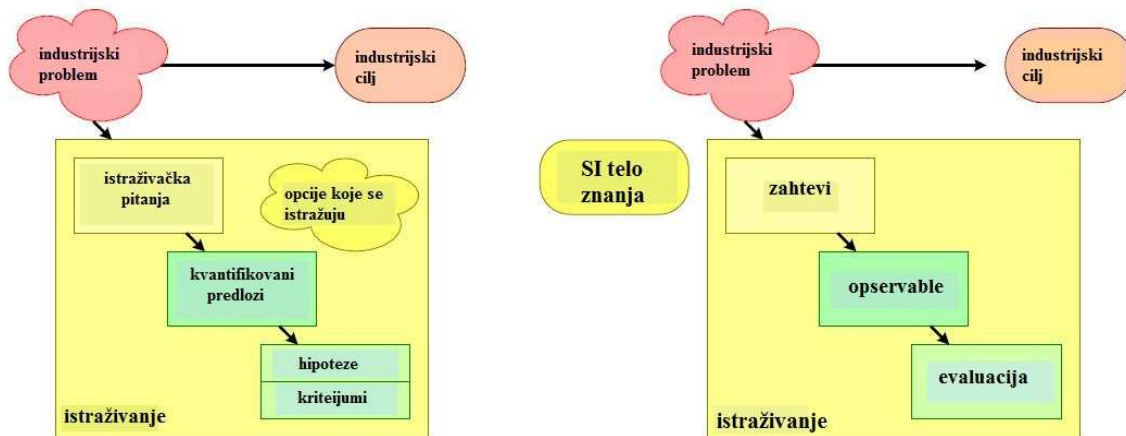 industrijski
problem
industrijski
cilj
istraživačka
pitanja
opcije koje se
istražuju
kvantifikovani
predlozi
hipoteze
kriteijumi
istraživanje
SI telo
znanja
industrijski
problem
industrijski
cilj
zahtevi
opservable
evaluacija
istraživanje